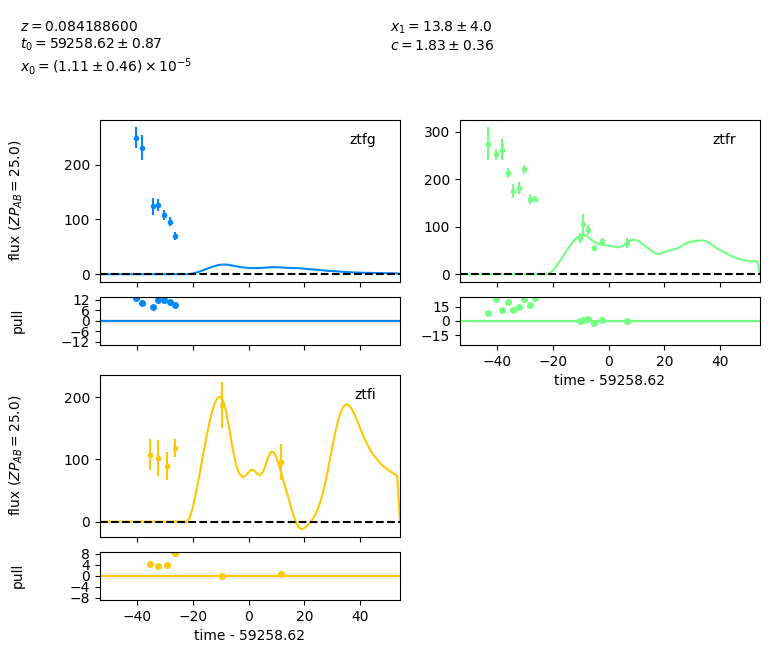 z = 0.084188600
t₀ = 59258.62 ± 0.87
x₀ = (1.11 ± 0.46) × 10⁻⁵
x₁ = 13.8 ± 4.0
c = 1.83 ± 0.36
flux (ZP_AB = 25.0)
200
100
0
ztfg
300
200
100
0
ztfr
pull
12
6
0
−6
−12
15
0
−15
−40
−20
0
20
40
time - 59258.62
flux (ZP_AB = 25.0)
200
100
0
ztfi
pull
8
4
0
−4
−8
−40
−20
0
20
40
time - 59258.62